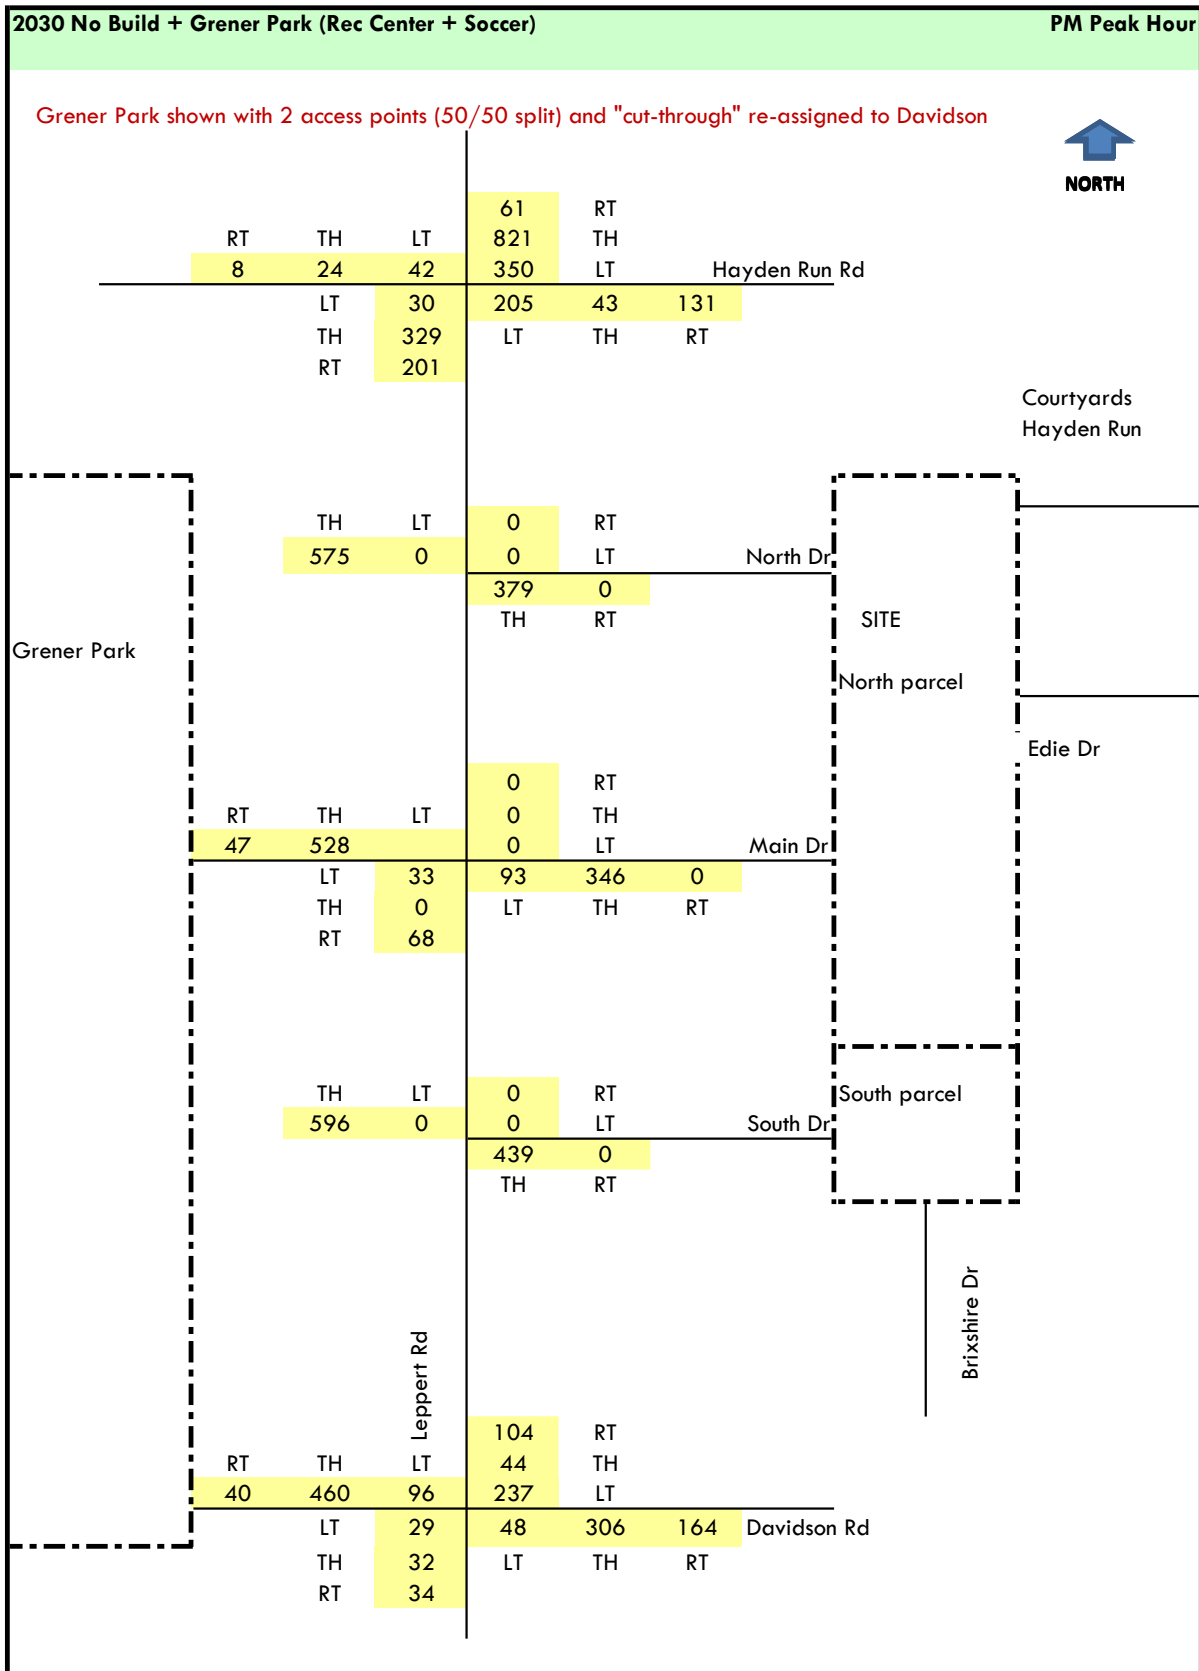 2030 No Build + Grener Park (Rec Center + Soccer) PM Peak Hour
Grener Park shown with 2 access points (50/50 split) and "cut-through" re-assigned to Davidson
NORTH
61 RT
RT TH LT 821 TH
8 24 42 350 LT Hayden Run Rd
LT 30 205 43 131
TH 329 LT TH RT
RT 201
Courtyards
Hayden Run
TH LT 0 RT
575 0 0 LT North Dr
379 0
TH RT SITE
Grener Park
North parcel
Edie Dr
0 RT
RT TH LT 0 TH
47 528 0 LT Main Dr
LT 33 93 346 0
TH 0 LT TH RT
RT 68
TH LT 0 RT South parcel
596 0 0 LT South Dr
439 0
TH RT
Brixshire Dr
Leppert Rd
104 RT
RT TH LT 44 TH
40 460 96 237 LT
LT 29 48 306 164 Davidson Rd
TH 32 LT TH RT
RT 34